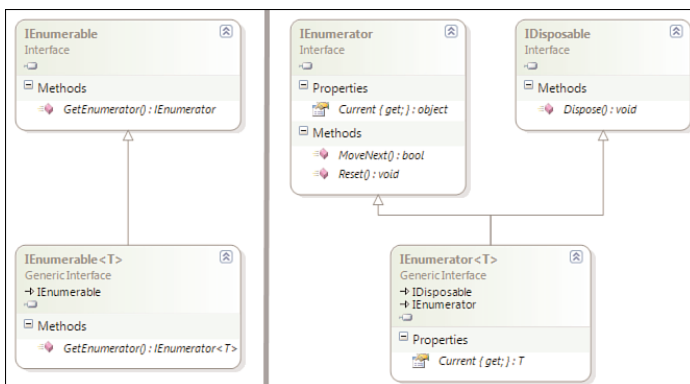 IEnumerable
Interface
Methods
GetEnumerator() : IEnumerator
IEnumerable<T>
Generic Interface
IEnumerable
Methods
GetEnumerator() : IEnumerator<T>
IEnumerator
Interface
Properties
Current { get; } : object
Methods
MoveNext() : bool
Reset() : void
IDisposable
Interface
Methods
Dispose() : void
IEnumerator<T>
Generic Interface
IDisposable
IEnumerator
Properties
Current { get; } : T